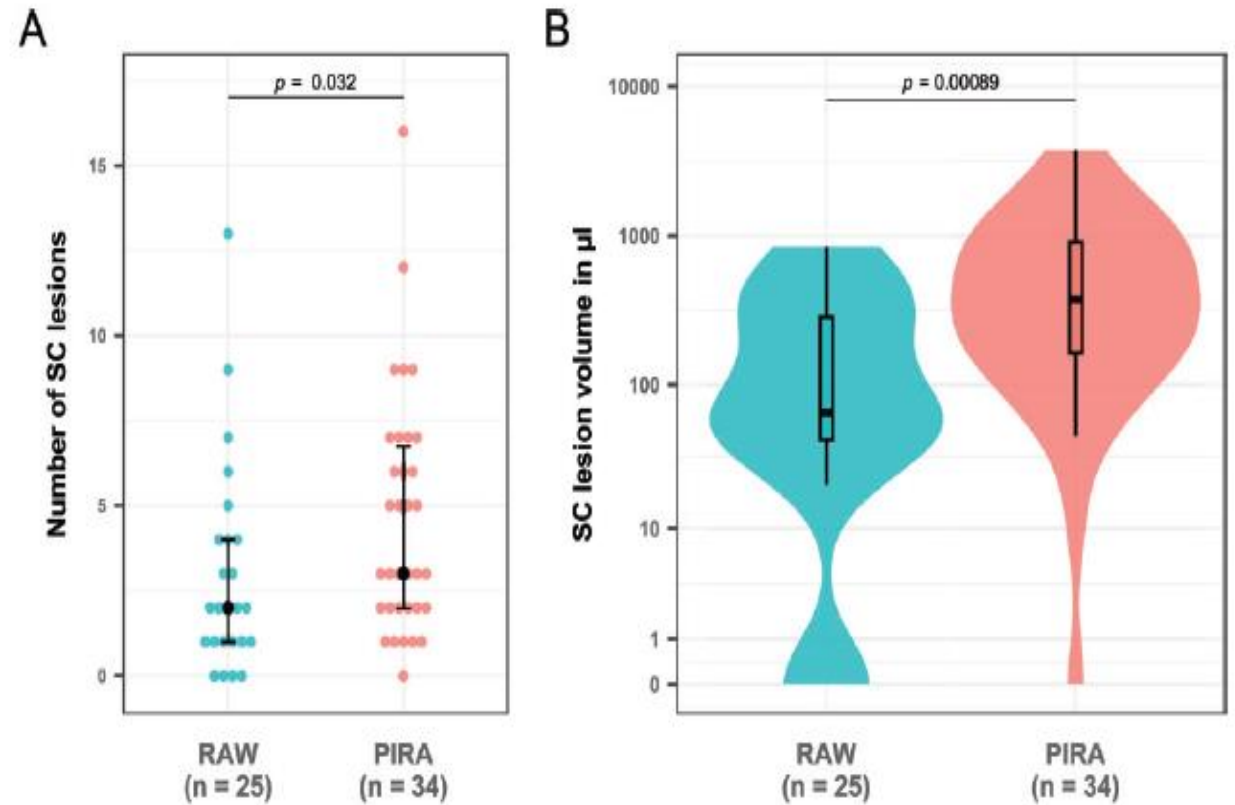 A
p = 0.032
15
10
5
0
Number of SC lesions
RAW
(n = 25)
PIRA
(n = 34)
B
p = 0.00089
10000
1000
100
10
1
0
SC lesion volume in µl
RAW
(n = 25)
PIRA
(n = 34)